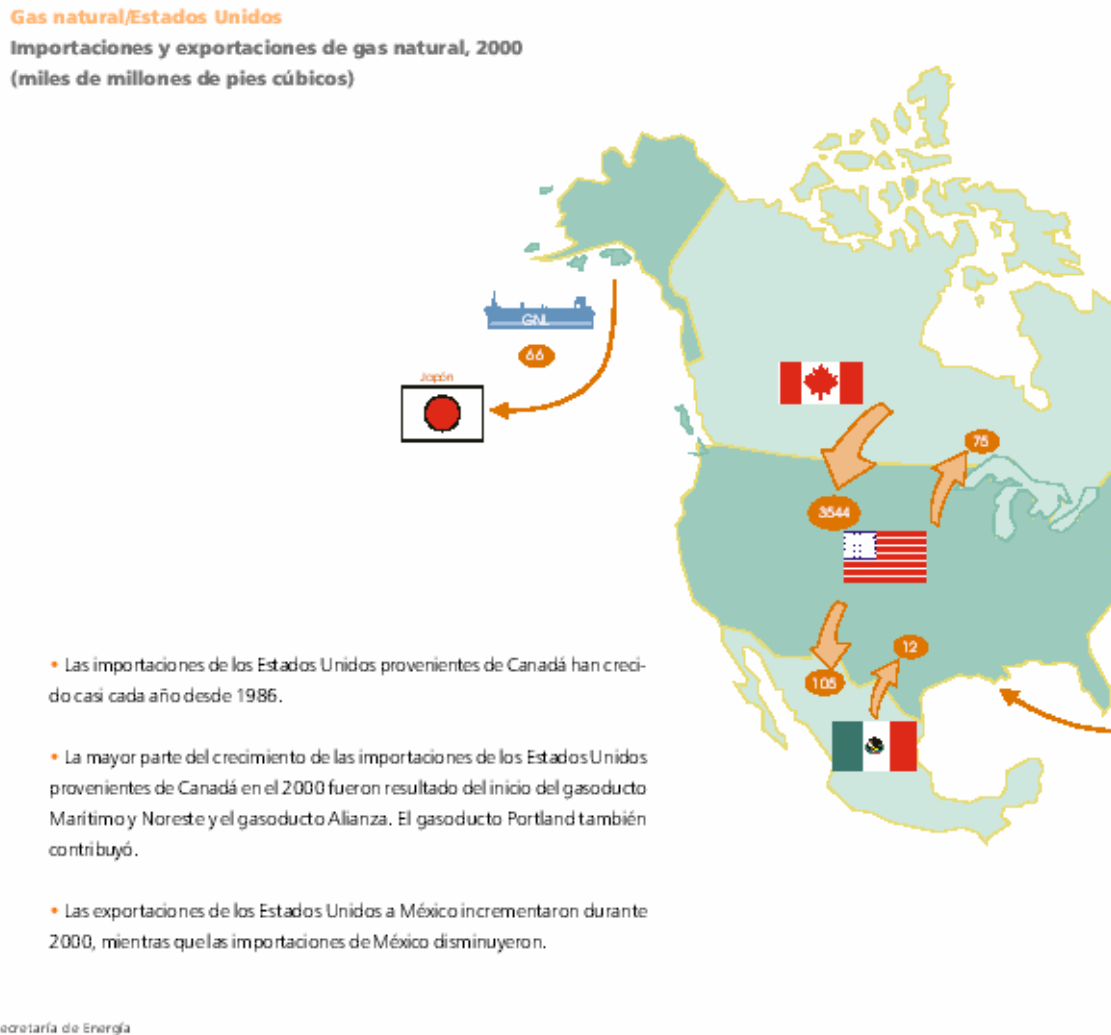 Gas natural/Estados Unidos
Importaciones y exportaciones de gas natural, 2000
(miles de millones de pies cúbicos)
GNL
66
Japón
75
3544
12
105
• Las importaciones de los Estados Unidos provenientes de Canadá han creci-
do casi cada año desde 1986.
• La mayor parte del crecimiento de las importaciones de los Estados Unidos
provenientes de Canadá en el 2000 fueron resultado del inicio del gasoducto
Marítimo y Noreste y el gasoducto Alianza. El gasoducto Portland también
contribuyó.
• Las exportaciones de los Estados Unidos a México incrementaron durante
2000, mientras que las importaciones de México disminuyeron.
ecretaría de Energía